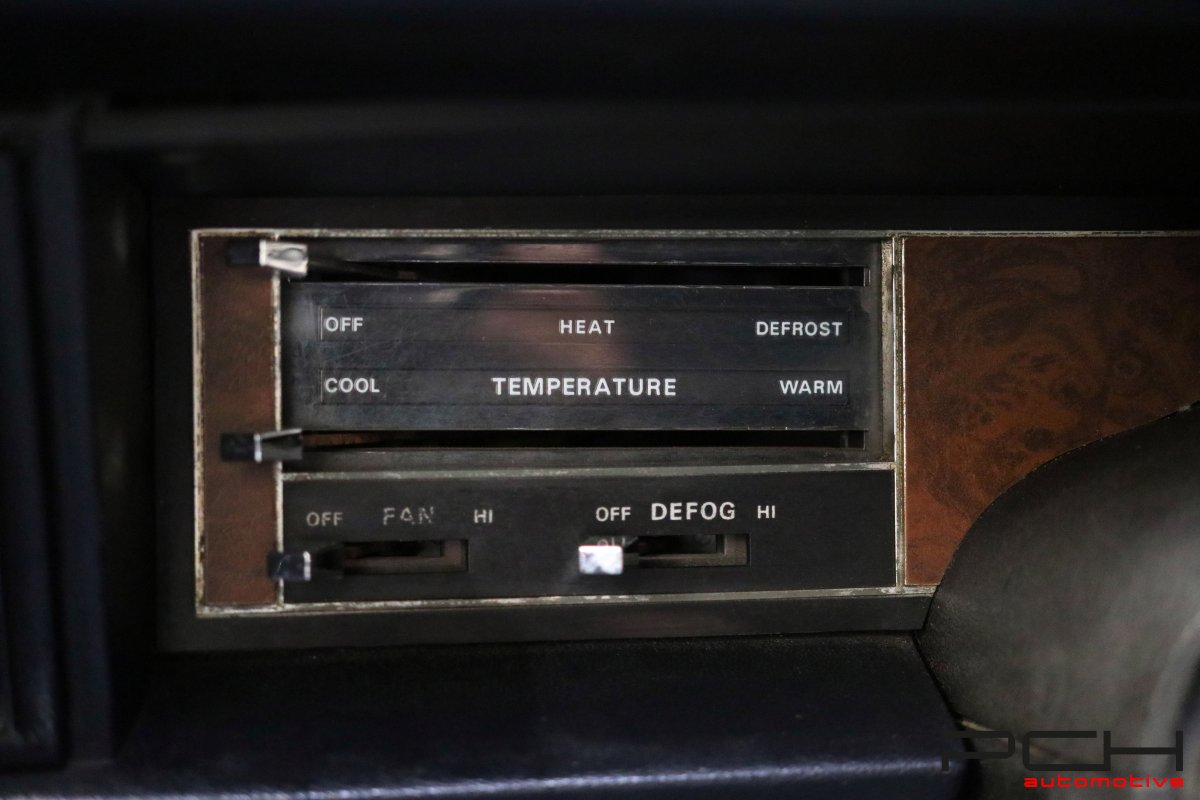 OFF HEAT DEFROST
COOL TEMPERATURE WARM
OFF FAN HI OFF DEFOG HI
PCH
automotive